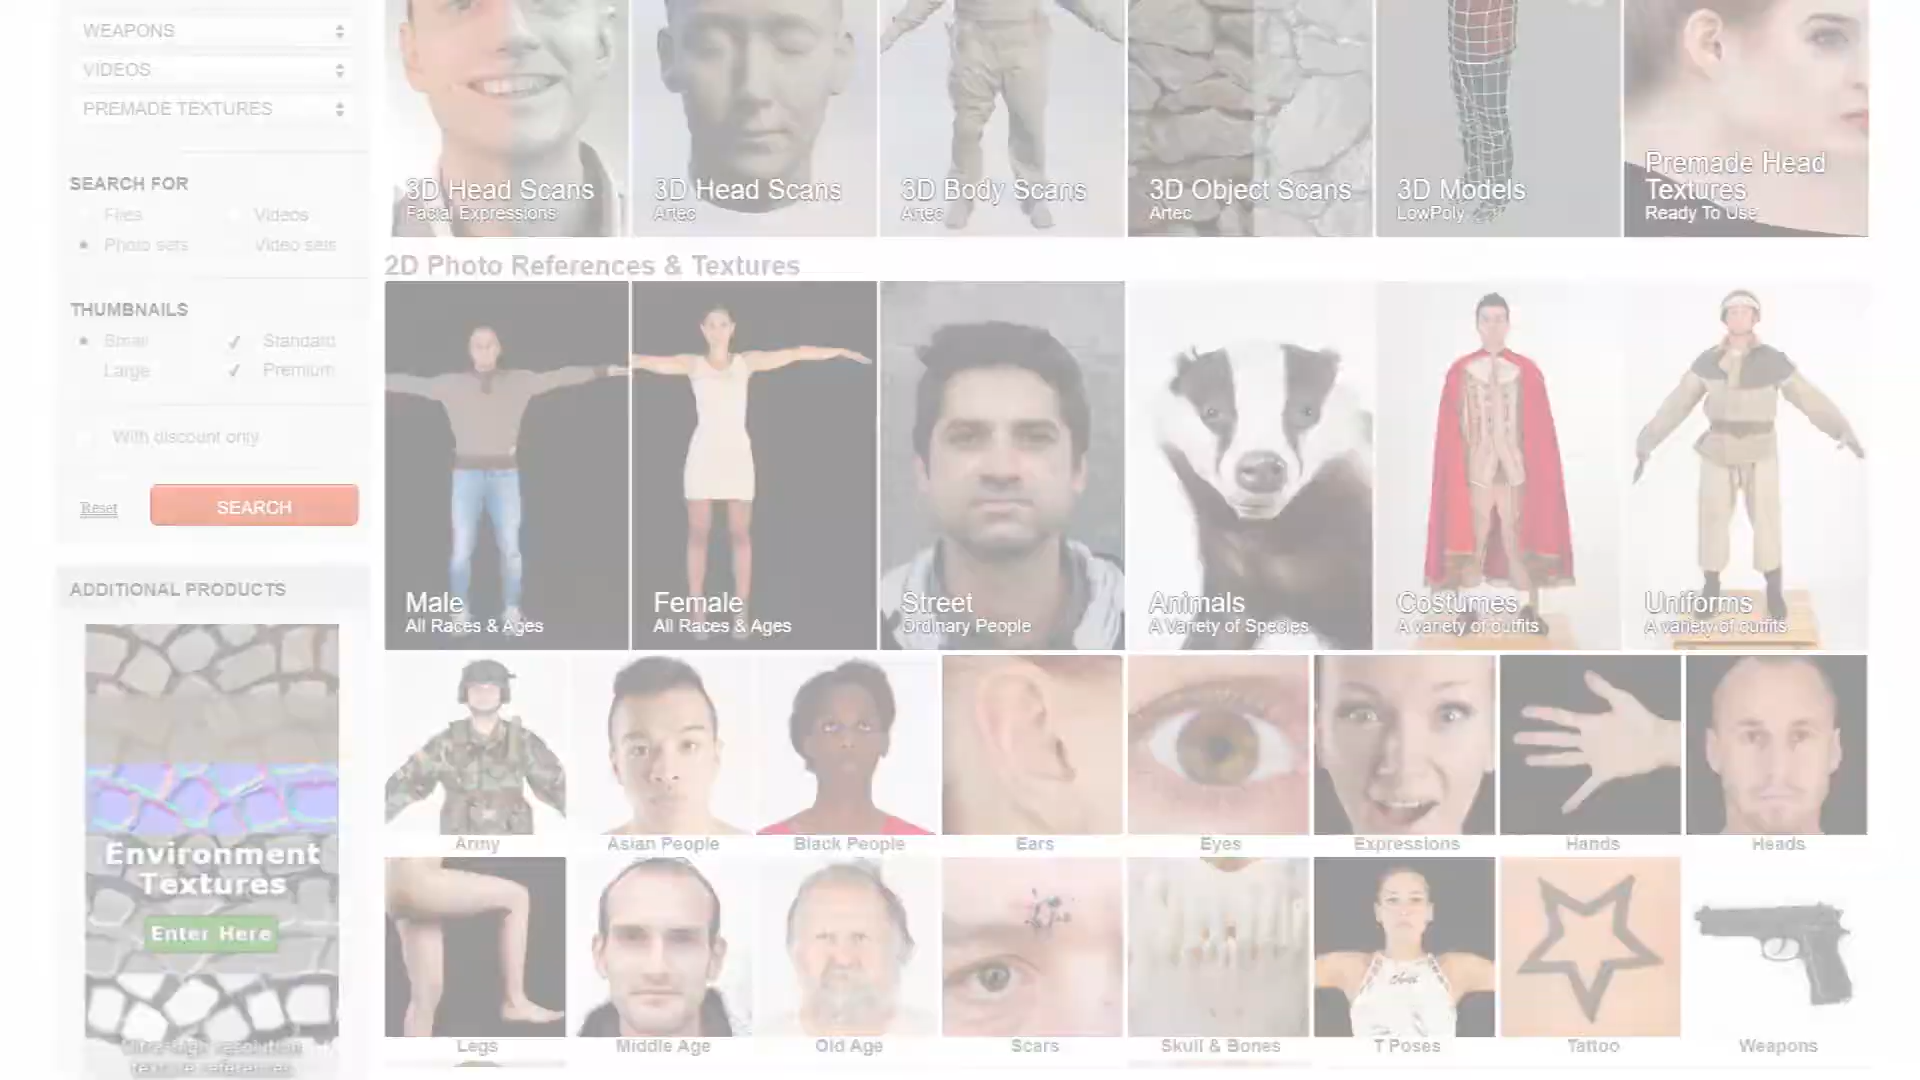 WEAPONS
VIDEOS
PREMADE TEXTURES
SEARCH FOR
Files
Videos
Photo sets
Video sets
THUMBNAILS
Small
Standard
Large
Premium
With discount only
Reset
SEARCH
ADDITIONAL PRODUCTS
Environment
Textures
Enter Here
Ultra high resolution
texture references
3D Head Scans
Facial Expressions
3D Head Scans
Artec
3D Body Scans
Artec
3D Object Scans
Artec
3D Models
LowPoly
Premade Head
Textures
Ready To Use
2D Photo References & Textures
Male
All Races & Ages
Female
All Races & Ages
Street
Ordinary People
Animals
A Variety of Species
Costumes
A variety of outfits
Uniforms
A variety of outfits
Army
Asian People
Black People
Ears
Eyes
Expressions
Hands
Heads
Legs
Middle Age
Old Age
Scars
Skull & Bones
T Poses
Tattoo
Weapons